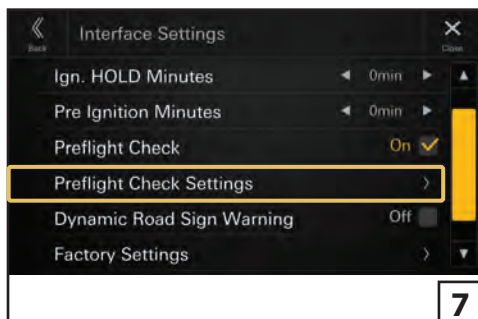 Back Interface Settings Close
Ign. HOLD Minutes 0min
Pre Ignition Minutes 0min
Preflight Check On
Preflight Check Settings
Dynamic Road Sign Warning Off
Factory Settings
7